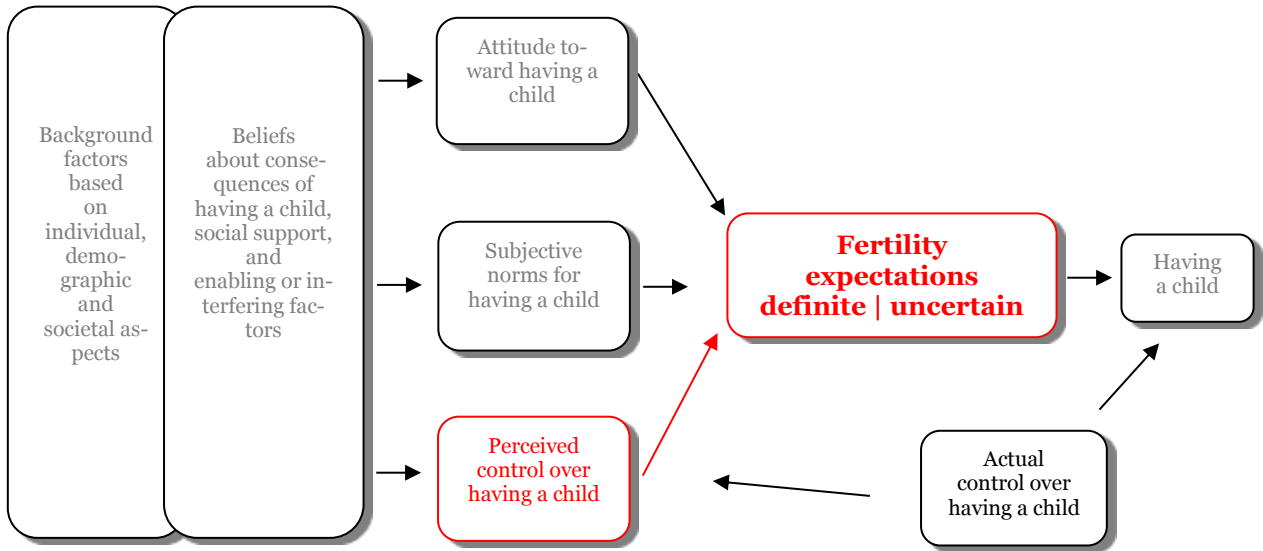 Background
factors
based
on
individual,
demo-
graphic
and
societal as-
pects
Beliefs
about conse-
quences of
having a child,
social support,
and
enabling or in-
terfering fac-
tors
Attitude to-
ward having a
child
Subjective
norms for
having a child
Perceived
control over
having a child
Fertility
expectations
definite | uncertain
Having
a child
Actual
control over
having a child